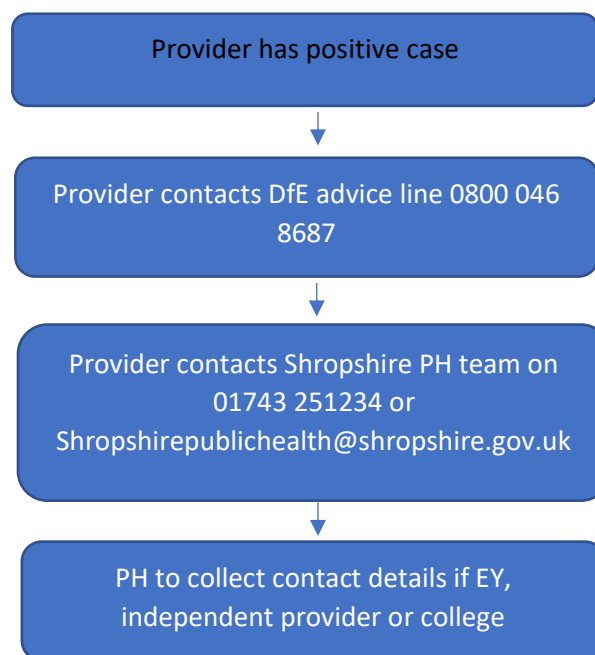 Provider has positive case
Provider contacts DfE advice line 0800 046
8687
Provider contacts Shropshire PH team on
01743 251234 or
Shropshirepublichealth@shropshire.gov.uk
PH to collect contact details if EY,
independent provider or college